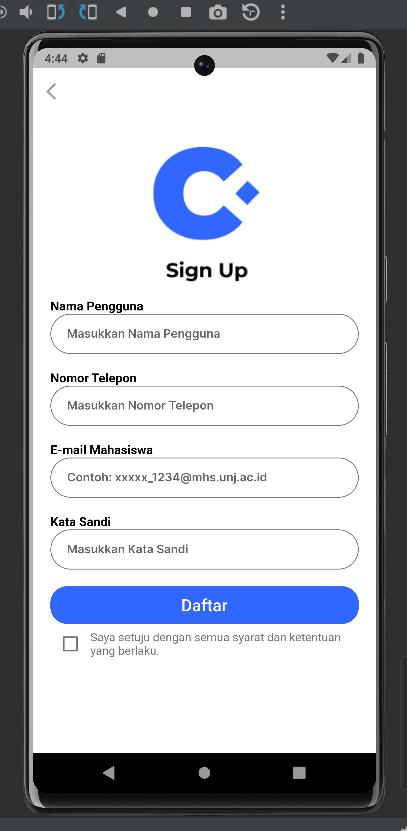 4:44
Sign Up
Nama Pengguna
Masukkan Nama Pengguna
Nomor Telepon
Masukkan Nomor Telepon
E-mail Mahasiswa
Contoh: xxxxx_1234@mhs.unj.ac.id
Kata Sandi
Masukkan Kata Sandi
Daftar
Saya setuju dengan semua syarat dan ketentuan
yang berlaku.